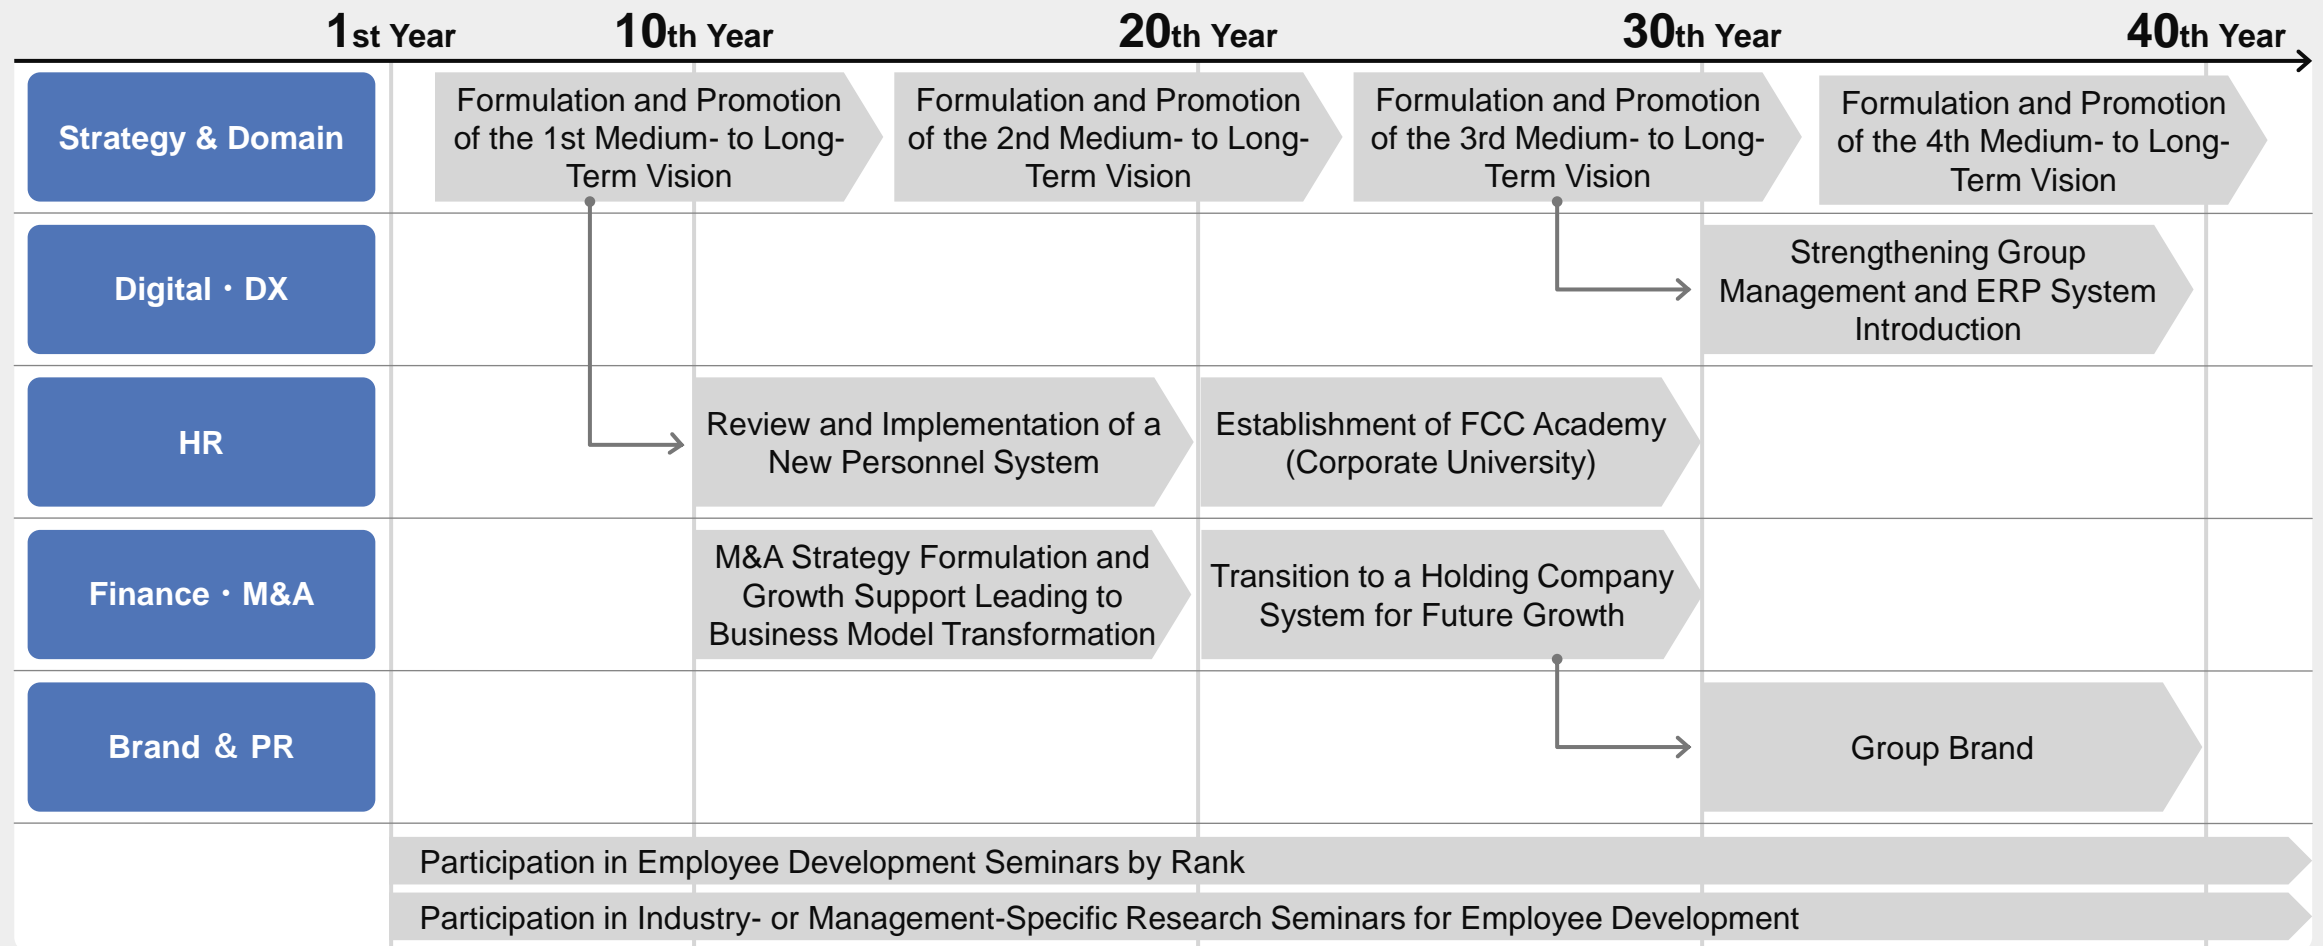 1st Year
10th Year
20th Year
30th Year
40th Year
Strategy & Domain
Formulation and Promotion
of the 1st Medium- to Long-
Term Vision
Formulation and Promotion
of the 2nd Medium- to Long-
Term Vision
Formulation and Promotion
of the 3rd Medium- to Long-
Term Vision
Formulation and Promotion
of the 4th Medium- to Long-
Term Vision
Digital・DX
Strengthening Group
Management and ERP System
Introduction
HR
Review and Implementation of a
New Personnel System
Establishment of FCC Academy
(Corporate University)
Finance・M&A
M&A Strategy Formulation and
Growth Support Leading to
Business Model Transformation
Transition to a Holding Company
System for Future Growth
Brand & PR
Group Brand
Participation in Employee Development Seminars by Rank
Participation in Industry- or Management-Specific Research Seminars for Employee Development